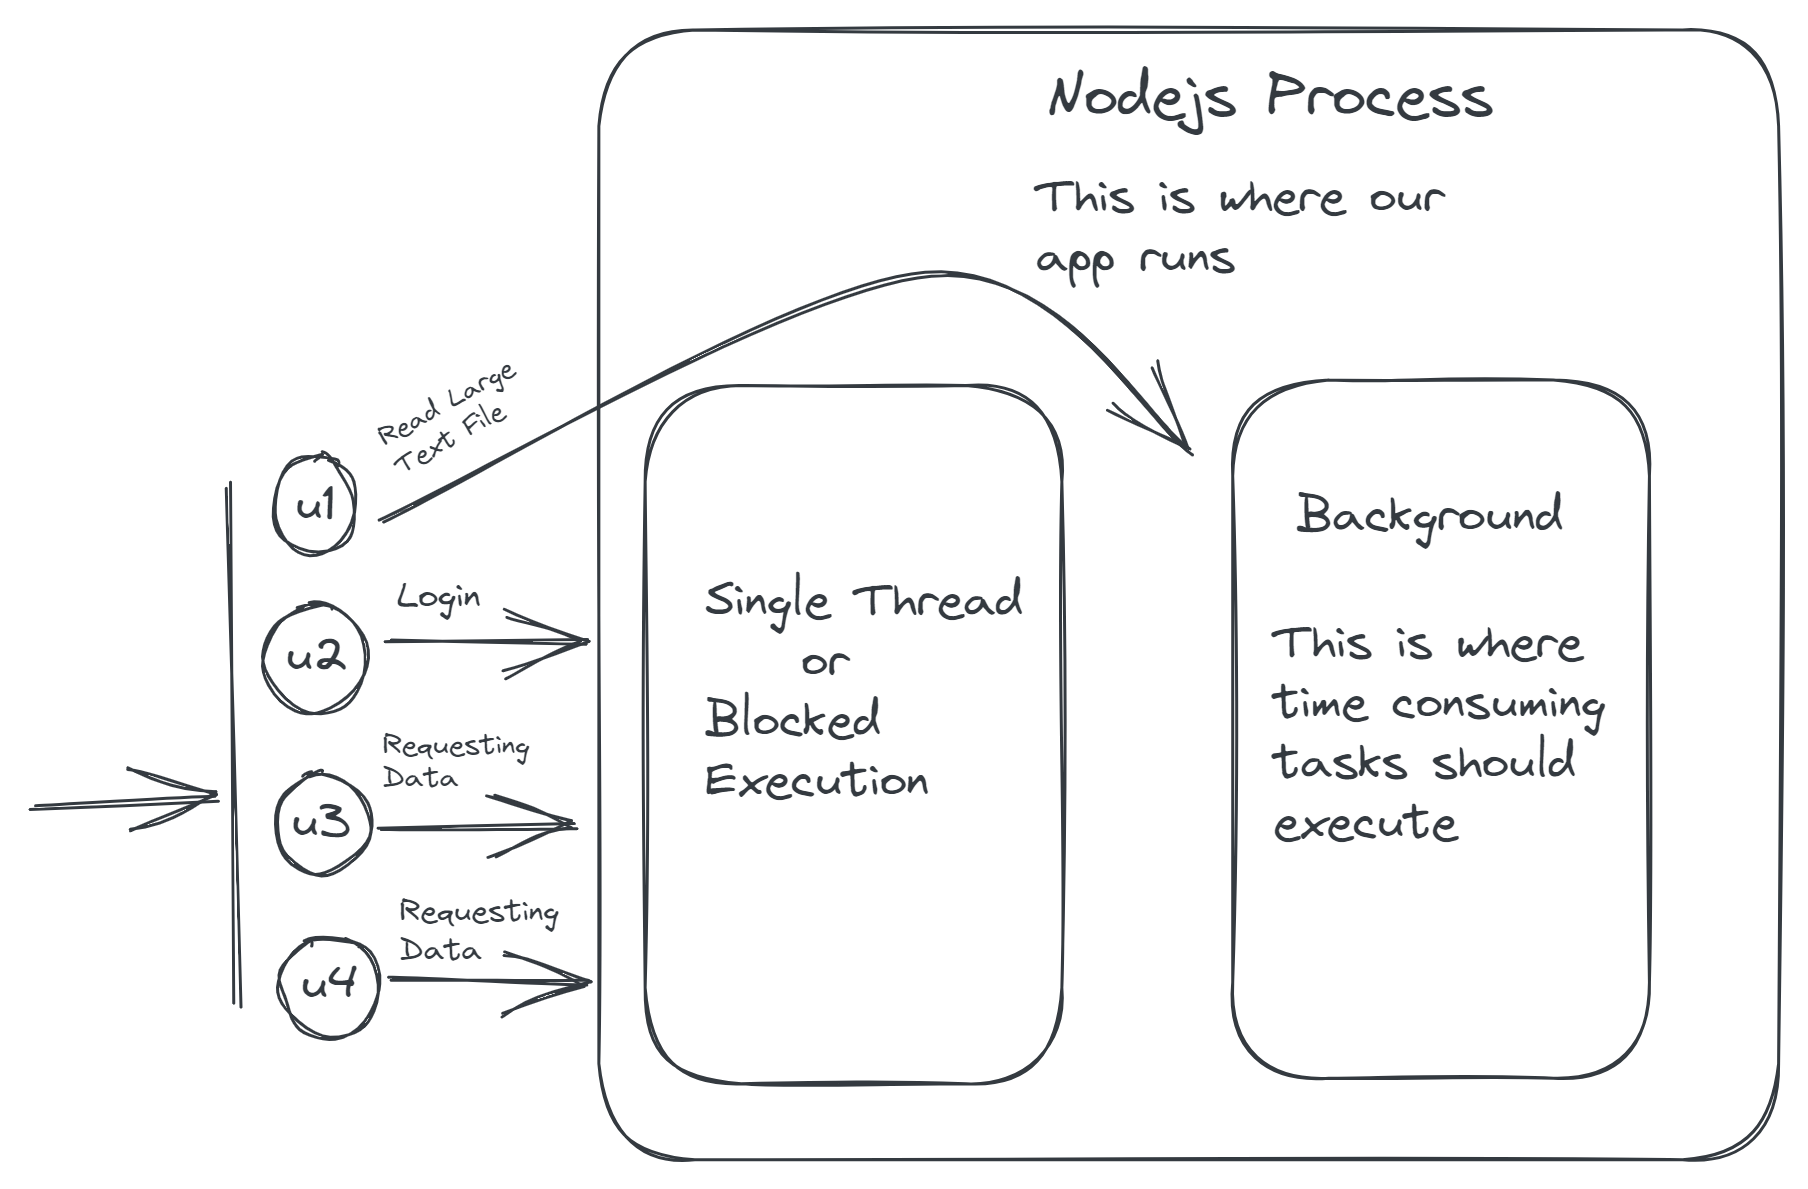 Nodejs Process
This is where our
app runs
Read Large
Text File
u1
Login
u2
Requesting
Data
u3
Requesting
Data
u4
Single Thread
or
Blocked
Execution
Background
This is where
time consuming
tasks should
execute